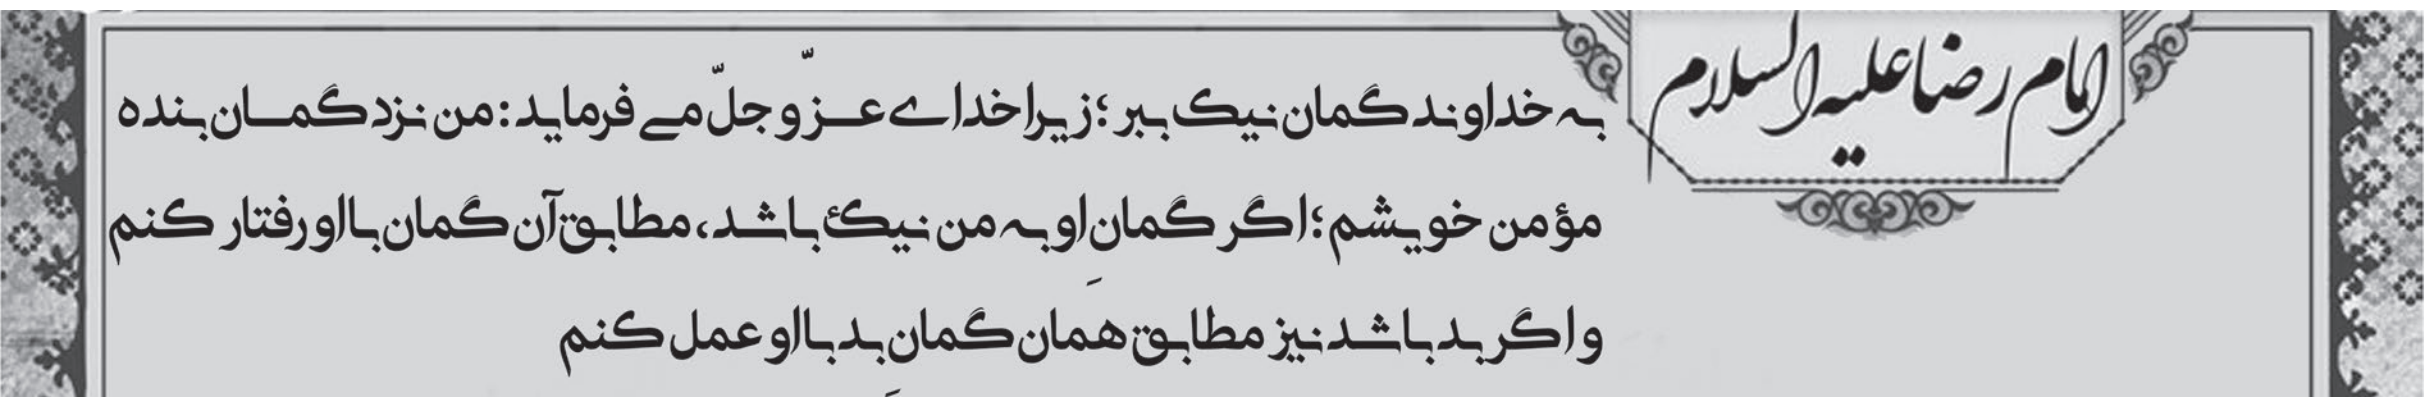 امام رضا علیه السلام
به خداوند گمان نیک ببر؛ زیرا خدای عــز و جلّ می فرماید: من نزد گمــان بنده
مؤمن خویشم؛ اگر گمان او به من نیک باشد، مطابق آن گمان با او رفتار کنم
و اگر بد باشد نیز مطابق همان گمان بد با او عمل کنم